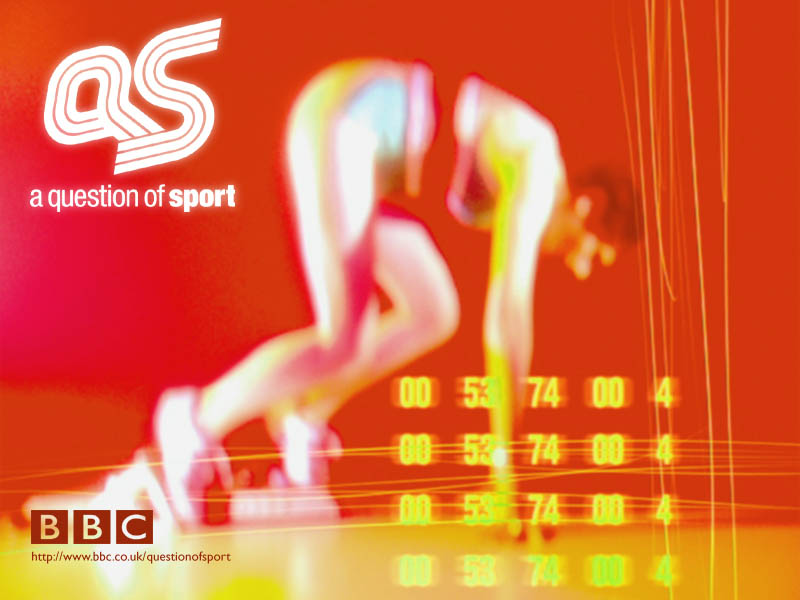 QS
a question of sport
00 53 74 00 4
00 53 74 00 4
00 53 74 00 4
00 53 74 00 4
BBC
http://www.bbc.co.uk/questionofsport